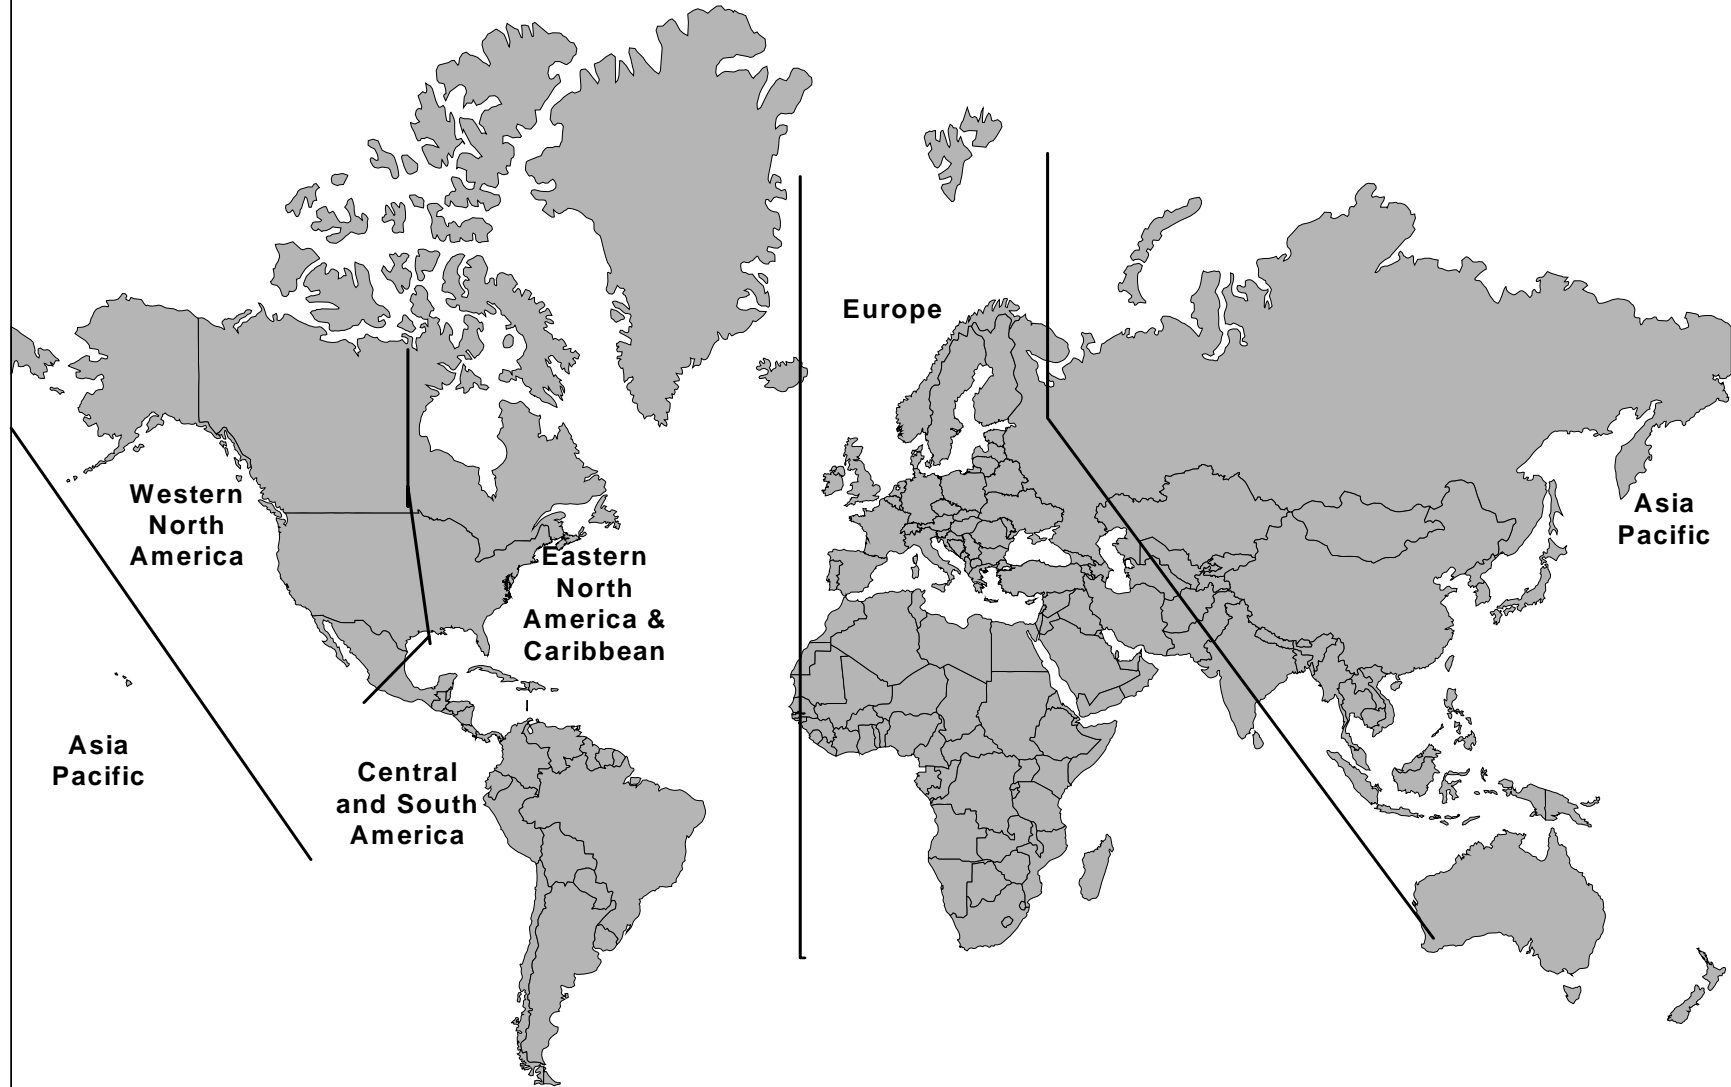 Europe
Western
North
America
Asia
Pacific
Eastern
North
America &
Caribbean
Asia
Pacific
Central
and South
America